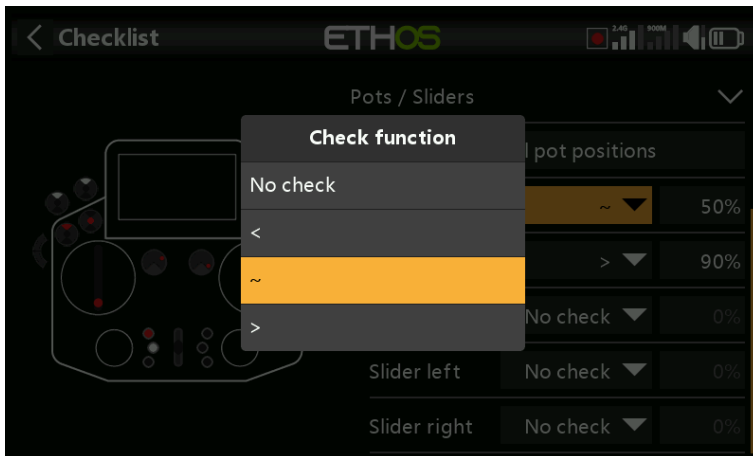 Checklist
ETHOS
2.4G
900M
Pots / Sliders
Check function
No check
<
~
>
l pot positions
~ 50%
> 90%
No check 0%
Slider left No check 0%
Slider right No check 0%